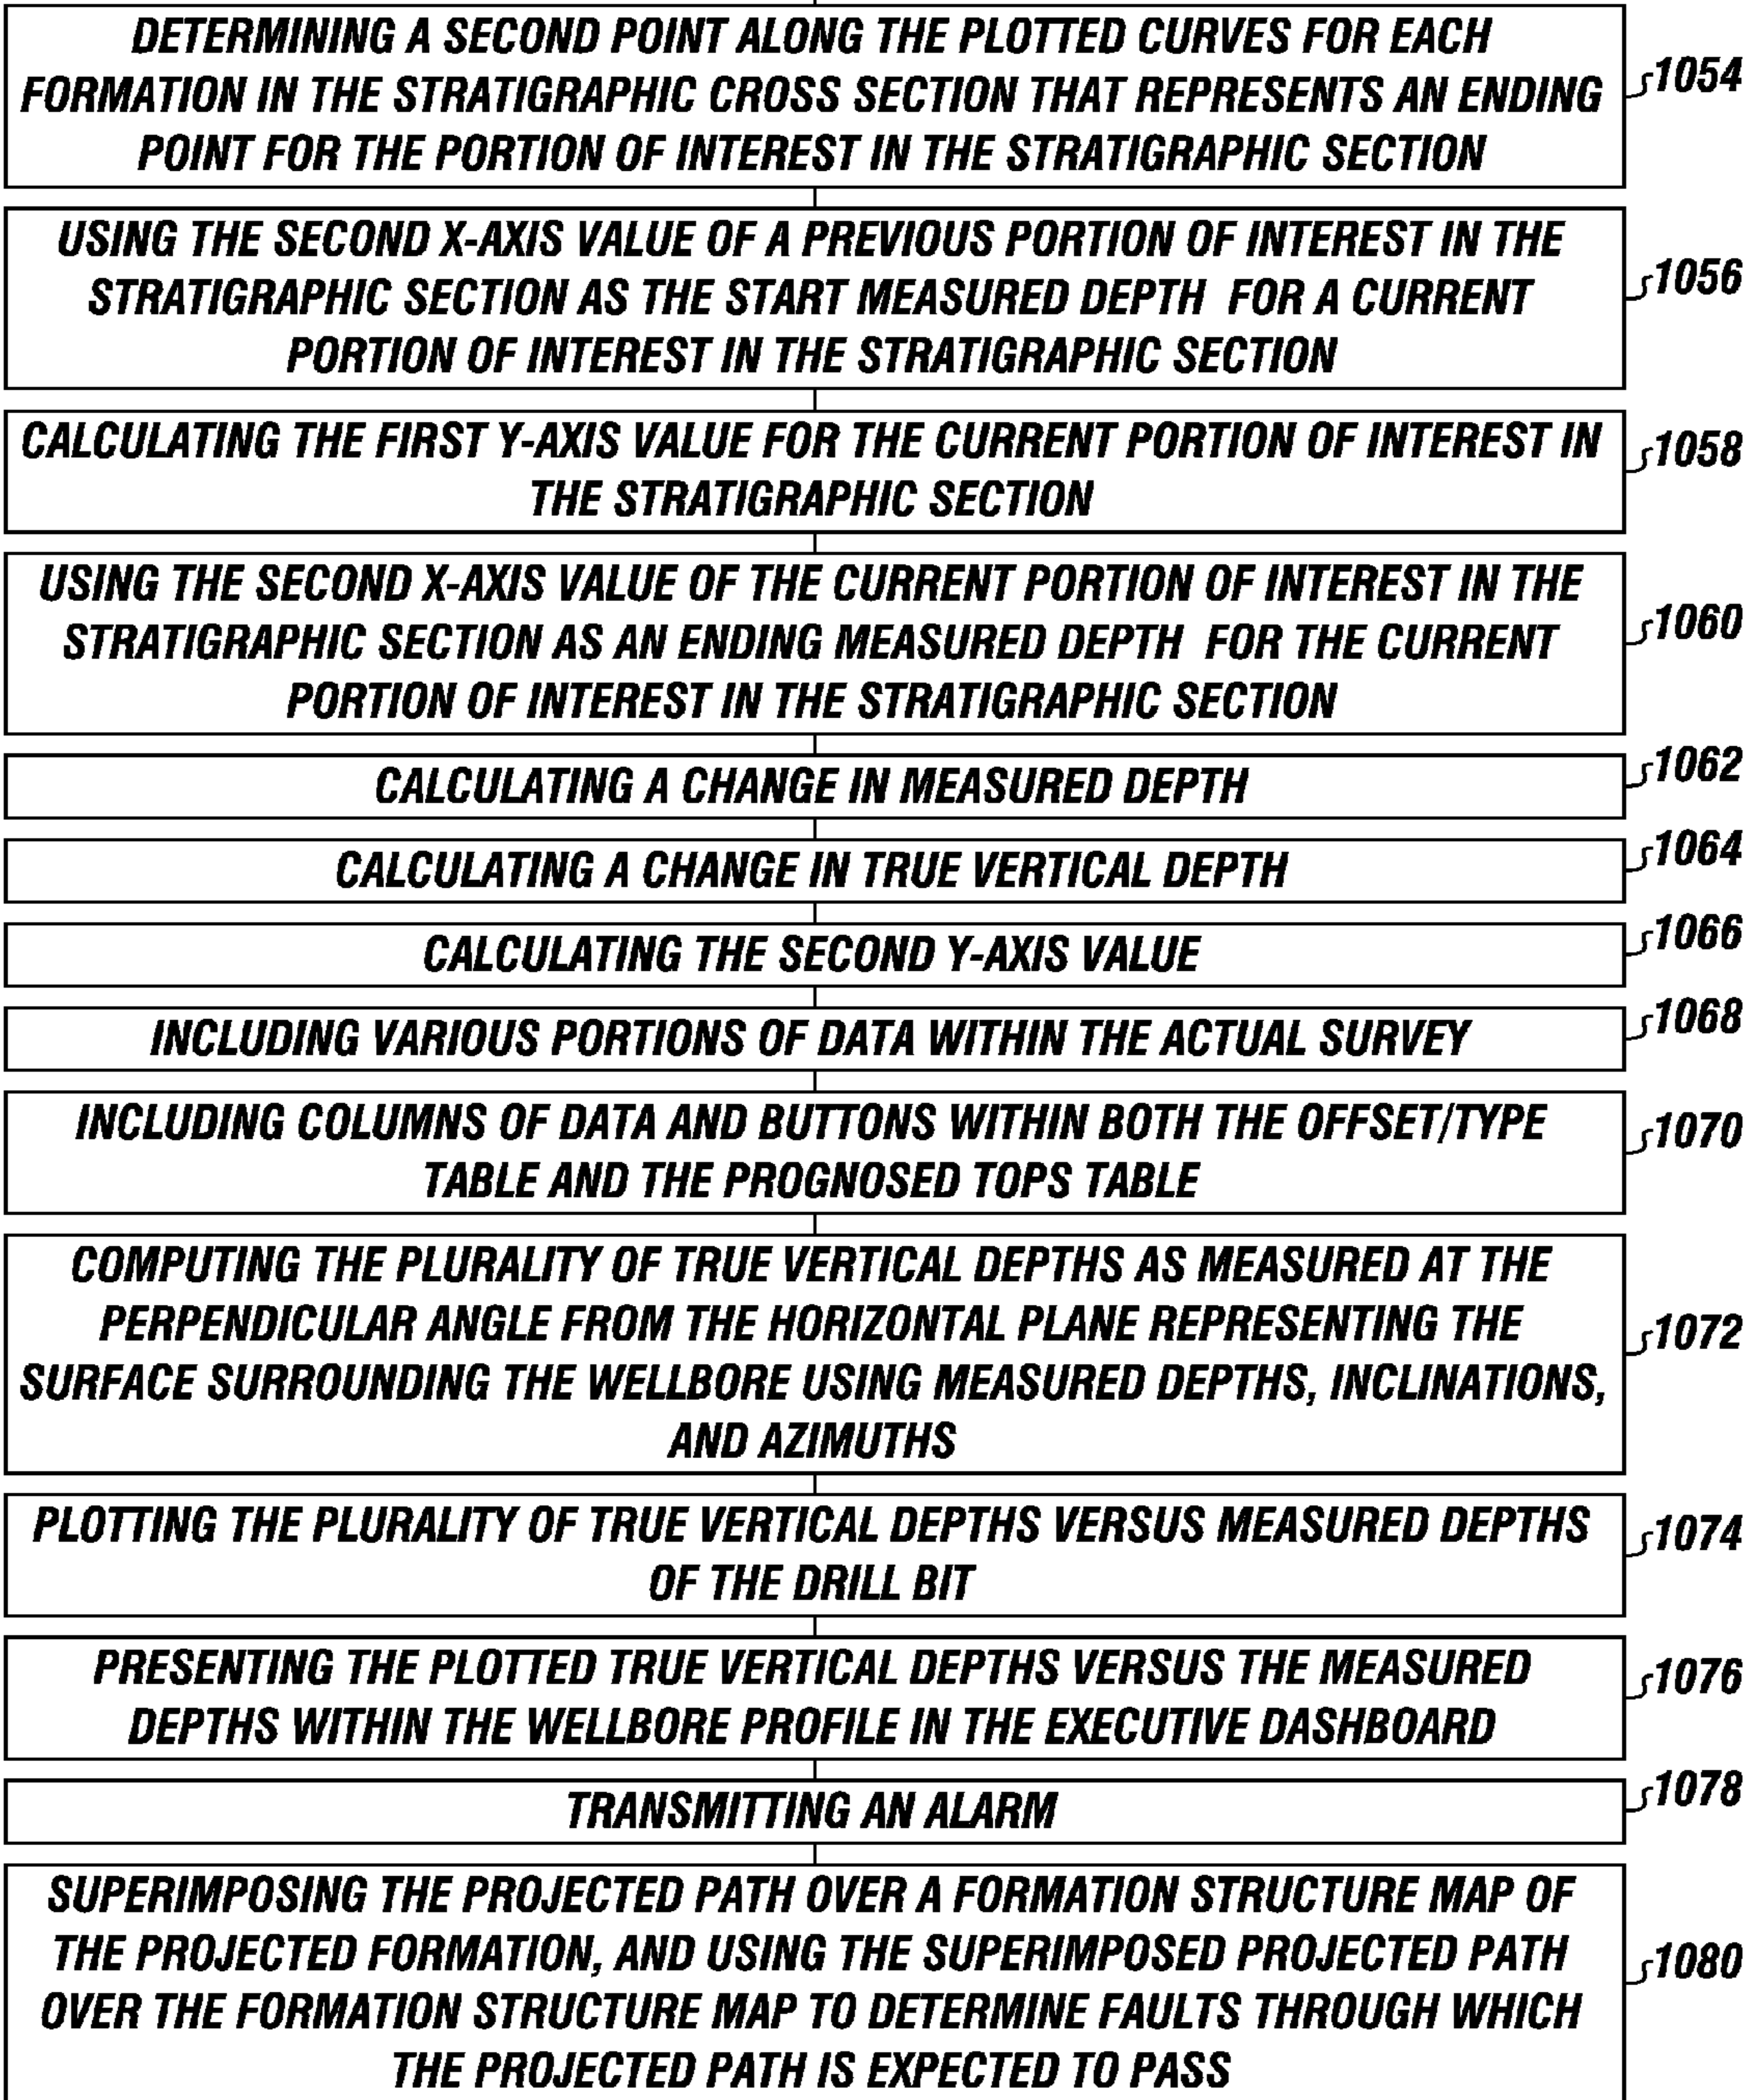 DETERMINING A SECOND POINT ALONG THE PLOTTED CURVES FOR EACH
FORMATION IN THE STRATIGRAPHIC CROSS SECTION THAT REPRESENTS AN ENDING
POINT FOR THE PORTION OF INTEREST IN THE STRATIGRAPHIC SECTION
1054
USING THE SECOND X-AXIS VALUE OF A PREVIOUS PORTION OF INTEREST IN THE
STRATIGRAPHIC SECTION AS THE START MEASURED DEPTH FOR A CURRENT
PORTION OF INTEREST IN THE STRATIGRAPHIC SECTION
1056
CALCULATING THE FIRST Y-AXIS VALUE FOR THE CURRENT PORTION OF INTEREST IN
THE STRATIGRAPHIC SECTION
1058
USING THE SECOND X-AXIS VALUE OF THE CURRENT PORTION OF INTEREST IN THE
STRATIGRAPHIC SECTION AS AN ENDING MEASURED DEPTH FOR THE CURRENT
PORTION OF INTEREST IN THE STRATIGRAPHIC SECTION
1060
CALCULATING A CHANGE IN MEASURED DEPTH
1062
CALCULATING A CHANGE IN TRUE VERTICAL DEPTH
1064
CALCULATING THE SECOND Y-AXIS VALUE
1066
INCLUDING VARIOUS PORTIONS OF DATA WITHIN THE ACTUAL SURVEY
1068
INCLUDING COLUMNS OF DATA AND BUTTONS WITHIN BOTH THE OFFSET/TYPE
TABLE AND THE PROGNOSED TOPS TABLE
1070
COMPUTING THE PLURALITY OF TRUE VERTICAL DEPTHS AS MEASURED AT THE
PERPENDICULAR ANGLE FROM THE HORIZONTAL PLANE REPRESENTING THE
SURFACE SURROUNDING THE WELLBORE USING MEASURED DEPTHS, INCLINATIONS,
AND AZIMUTHS
1072
PLOTTING THE PLURALITY OF TRUE VERTICAL DEPTHS VERSUS MEASURED DEPTHS
OF THE DRILL BIT
1074
PRESENTING THE PLOTTED TRUE VERTICAL DEPTHS VERSUS THE MEASURED
DEPTHS WITHIN THE WELLBORE PROFILE IN THE EXECUTIVE DASHBOARD
1076
TRANSMITTING AN ALARM
1078
SUPERIMPOSING THE PROJECTED PATH OVER A FORMATION STRUCTURE MAP OF
THE PROJECTED FORMATION, AND USING THE SUPERIMPOSED PROJECTED PATH
OVER THE FORMATION STRUCTURE MAP TO DETERMINE FAULTS THROUGH WHICH
THE PROJECTED PATH IS EXPECTED TO PASS
1080